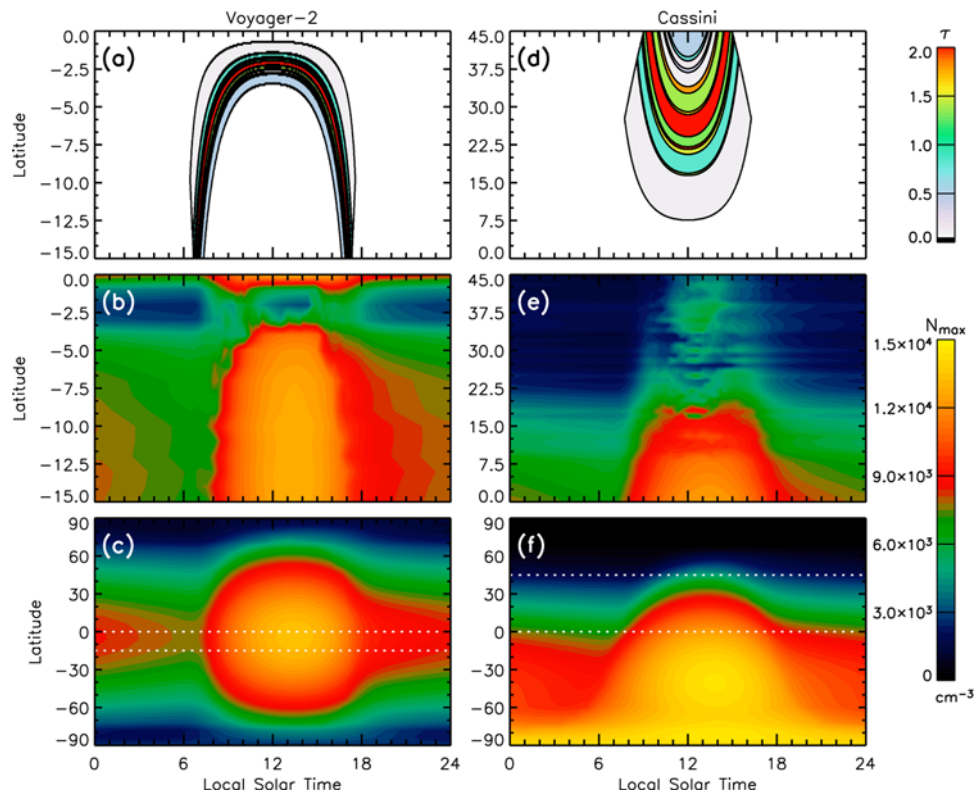 Voyager-2
Cassini
(a)
0.0
-2.5
-5.0
-7.5
-10.0
-12.5
-15.0
Latitude
(d)
45.0
37.5
30.0
22.5
15.0
7.5
0.0
Latitude
τ
2.0
1.5
1.0
0.5
0.0
(b)
0.0
-2.5
-5.0
-7.5
-10.0
-12.5
-15.0
Latitude
(e)
45.0
37.5
30.0
22.5
15.0
7.5
0.0
Latitude
(c)
90
60
30
0
-30
-60
-90
Latitude
0 6 12 18 24
Local Solar Time
(f)
90
60
30
0
-30
-60
-90
Latitude
0 6 12 18 24
Local Solar Time
Nmax
1.5×10⁴
1.2×10⁴
9.0×10³
6.0×10³
3.0×10³
0
cm⁻³